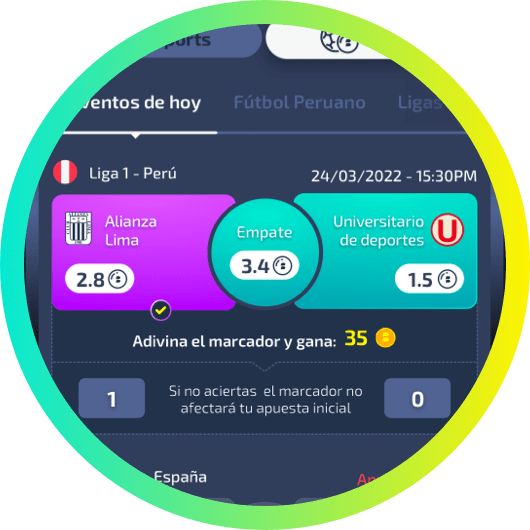 ports
ventos de hoy
Fútbol Peruano
Ligas
Liga 1 - Perú
24/03/2022 - 15:30PM
Alianza
Lima
2.8
Empate
3.4
Universitario
de deportes
U
1.5
Adivina el marcador y gana: 35
1
Si no aciertas el marcador no
afectará tu apuesta inicial
0
España